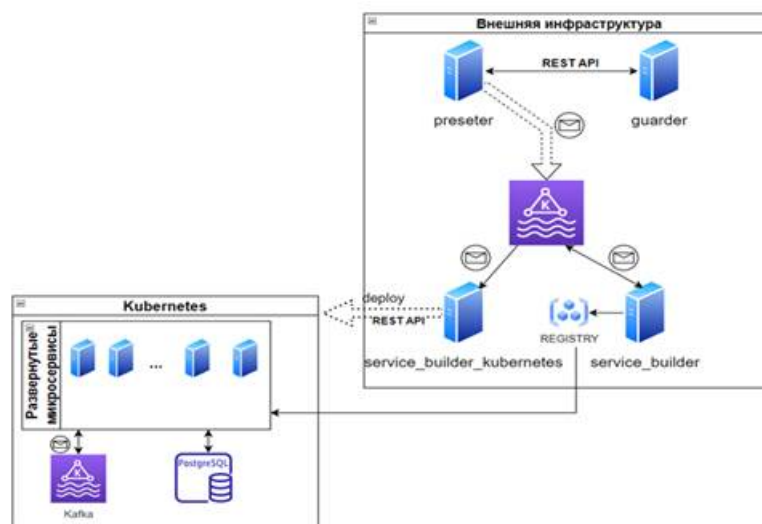 Внешняя инфраструктура
REST API
preseter
guarder
K
deploy
REST API
REGISTRY
service_builder_kubernetes
service_builder
Kubernetes
Развернутые
микросервисы
...
K
Kafka
PostgreSQL